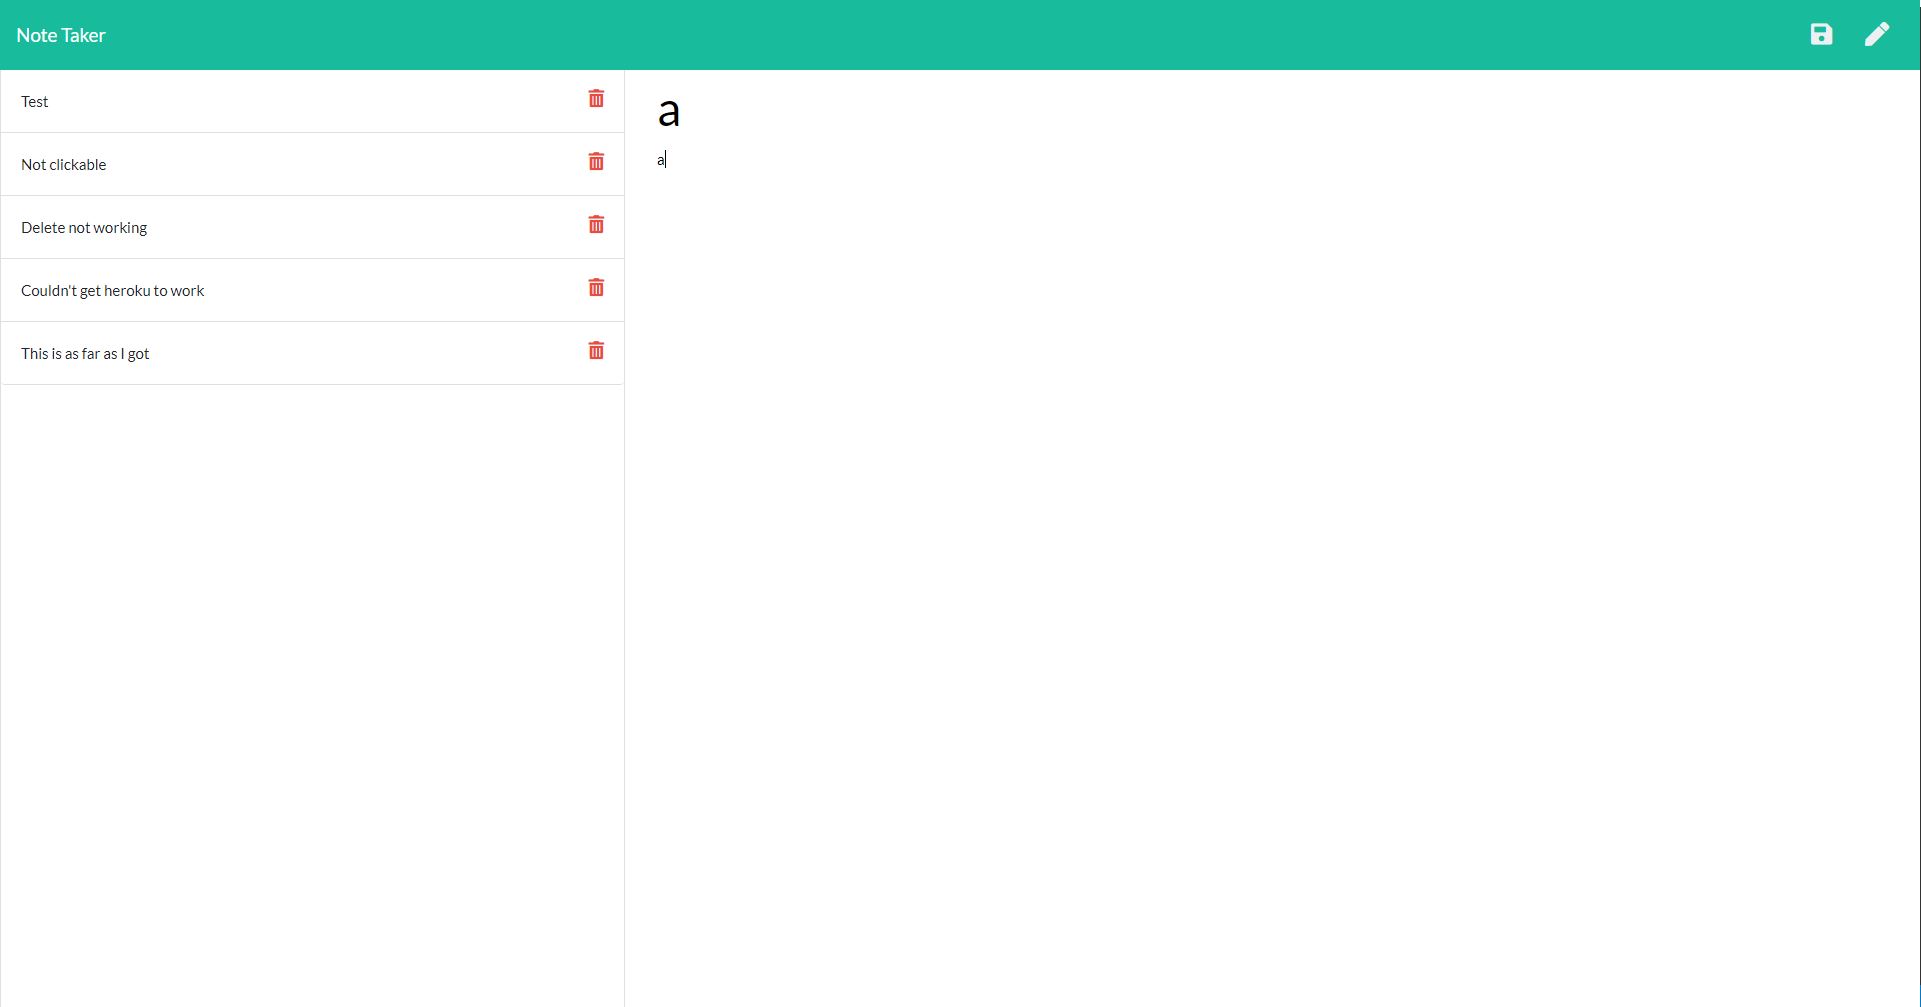 Note Taker
Test
Not clickable
Delete not working
Couldn't get heroku to work
This is as far as I got
a
a